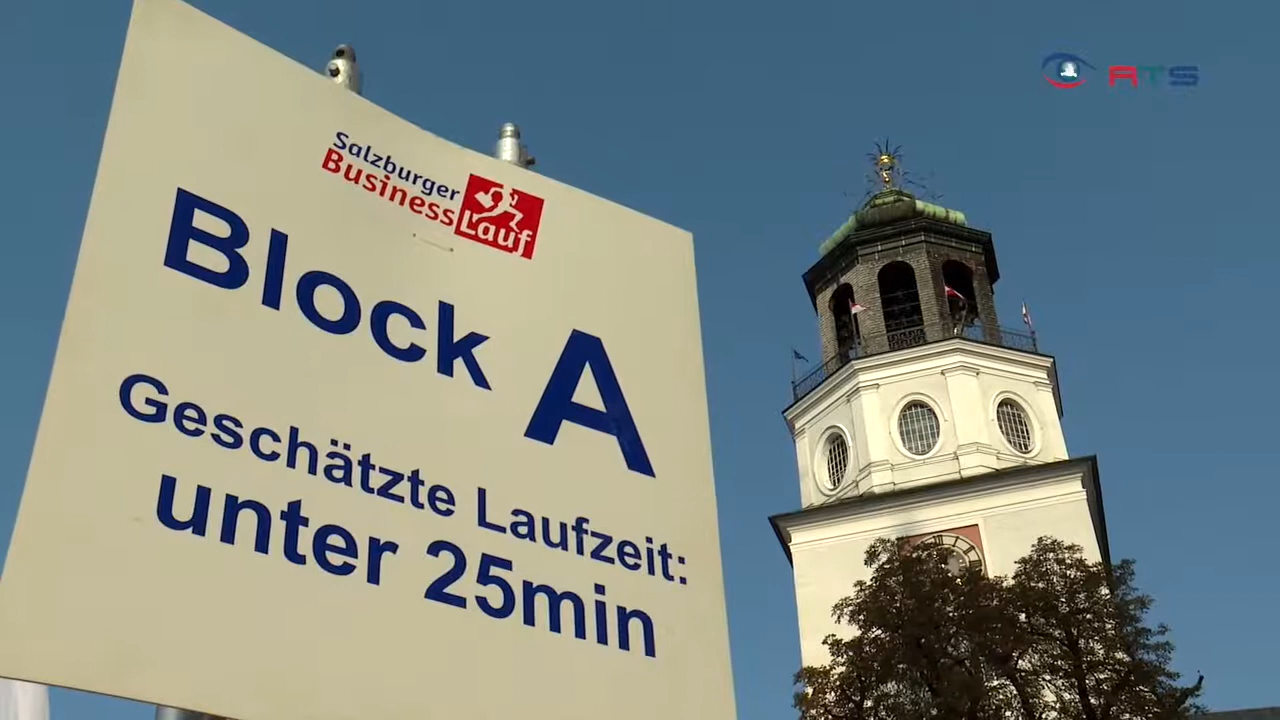 RTS
Salzburger
Business
Lauf
Block A
Geschätzte Laufzeit:
unter 25min